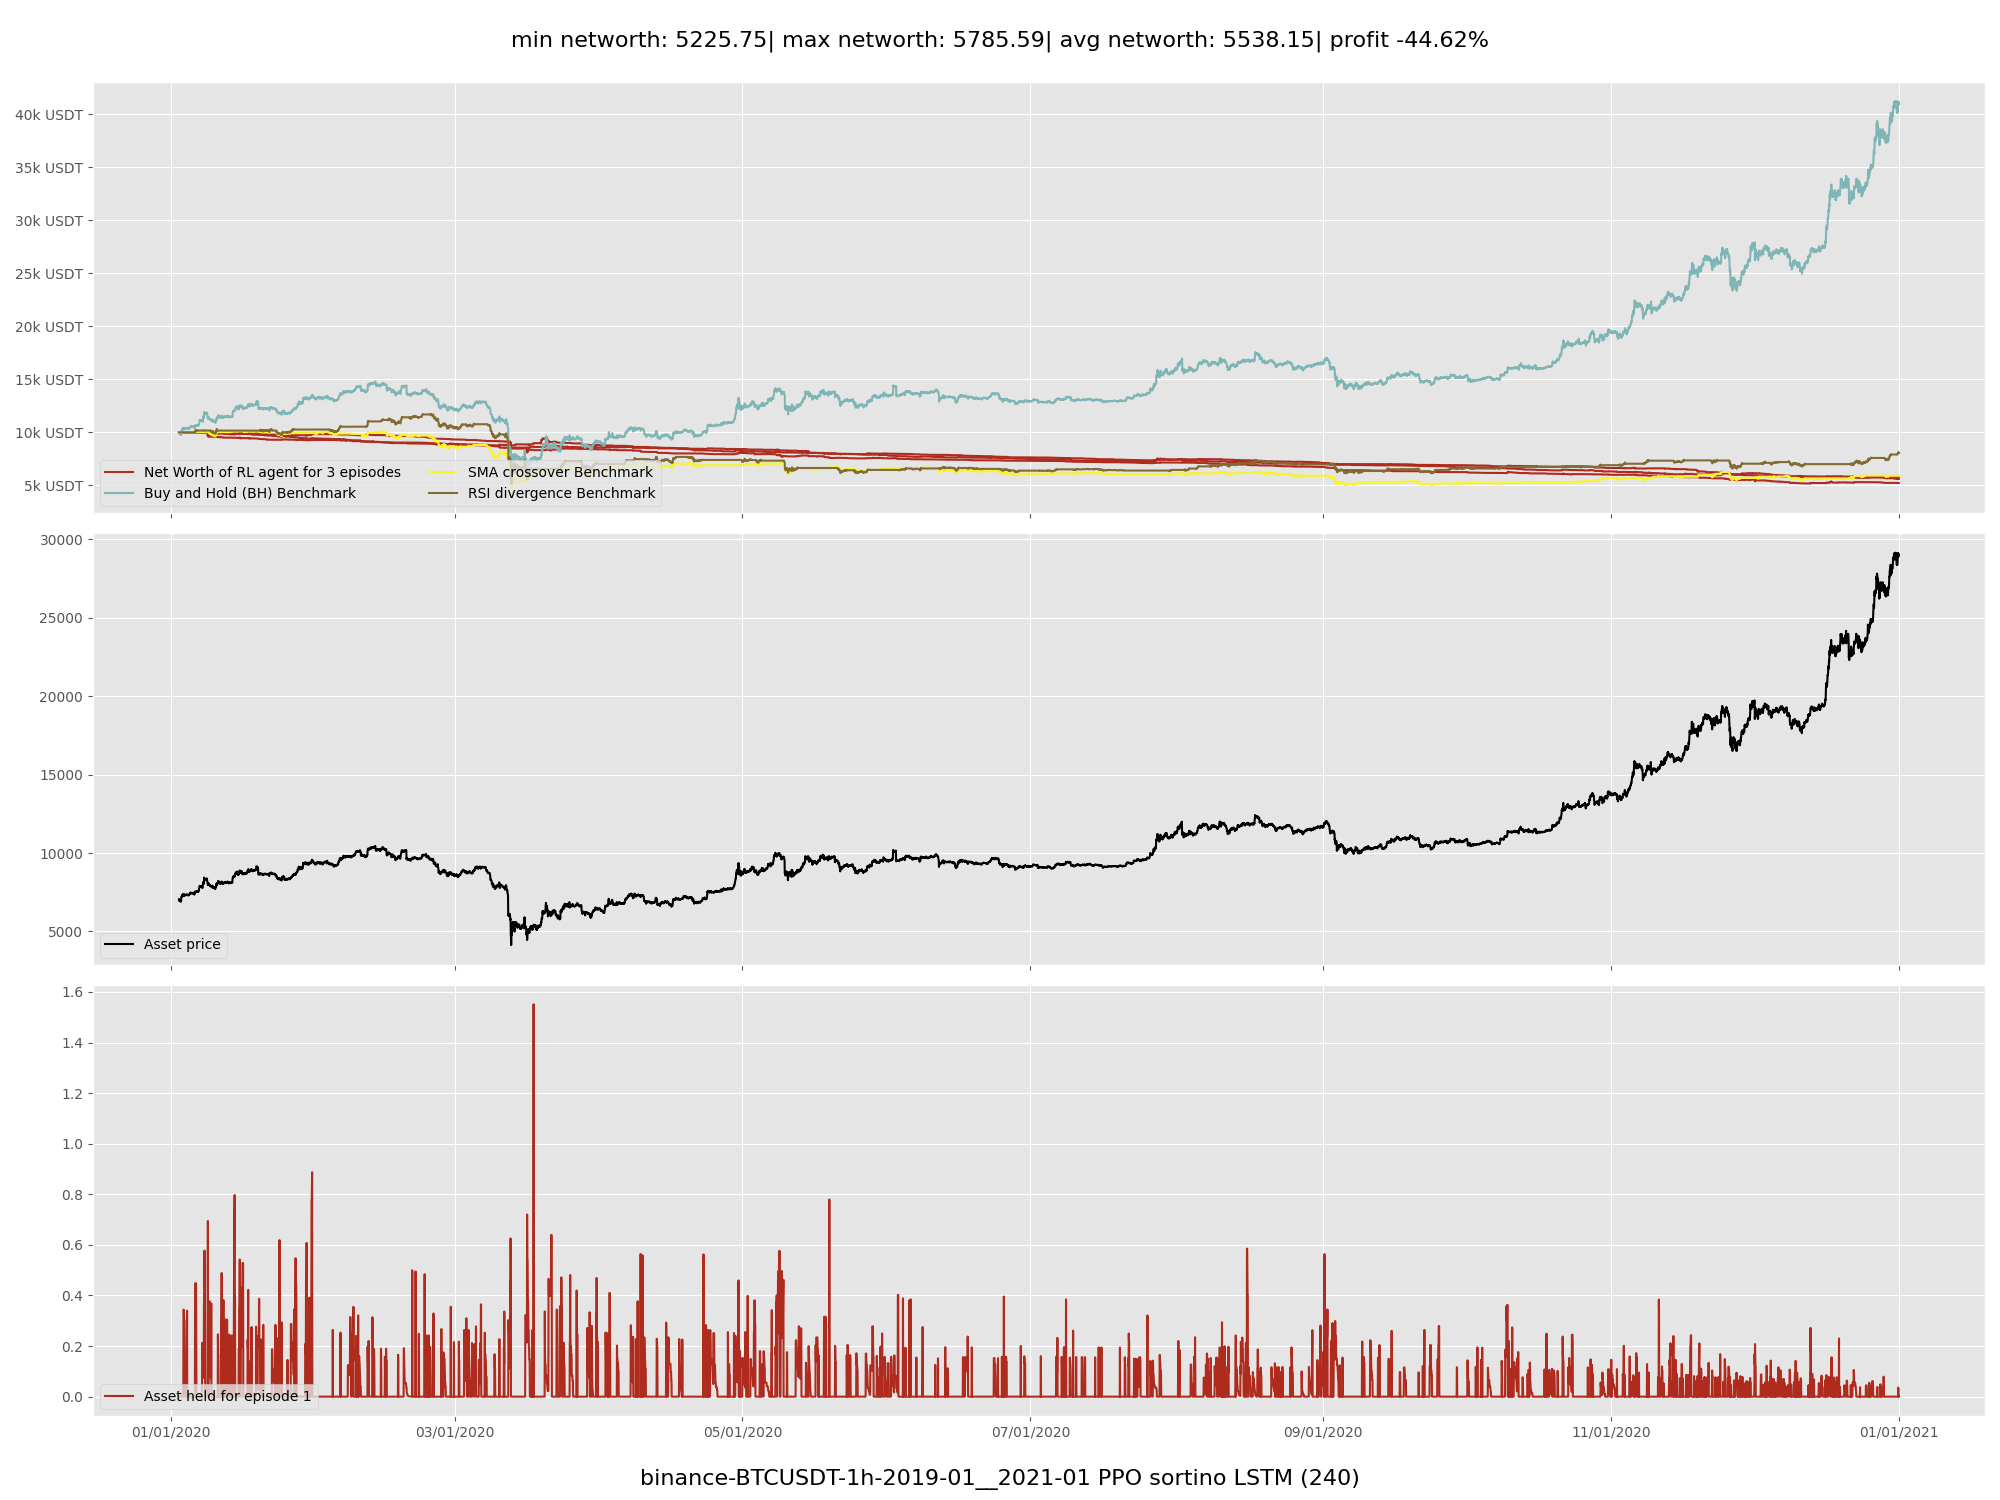 min networth: 5225.75| max networth: 5785.59| avg networth: 5538.15| profit -44.62%
40k USDT
35k USDT
30k USDT
25k USDT
20k USDT
15k USDT
10k USDT
5k USDT
Net Worth of RL agent for 3 episodes
Buy and Hold (BH) Benchmark
SMA crossover Benchmark
RSI divergence Benchmark
30000
25000
20000
15000
10000
5000
Asset price
1.6
1.4
1.2
1.0
0.8
0.6
0.4
0.2
0.0
Asset held for episode 1
01/01/2020 03/01/2020 05/01/2020 07/01/2020 09/01/2020 11/01/2020 01/01/2021
binance-BTCUSDT-1h-2019-01__2021-01 PPO sortino LSTM (240)